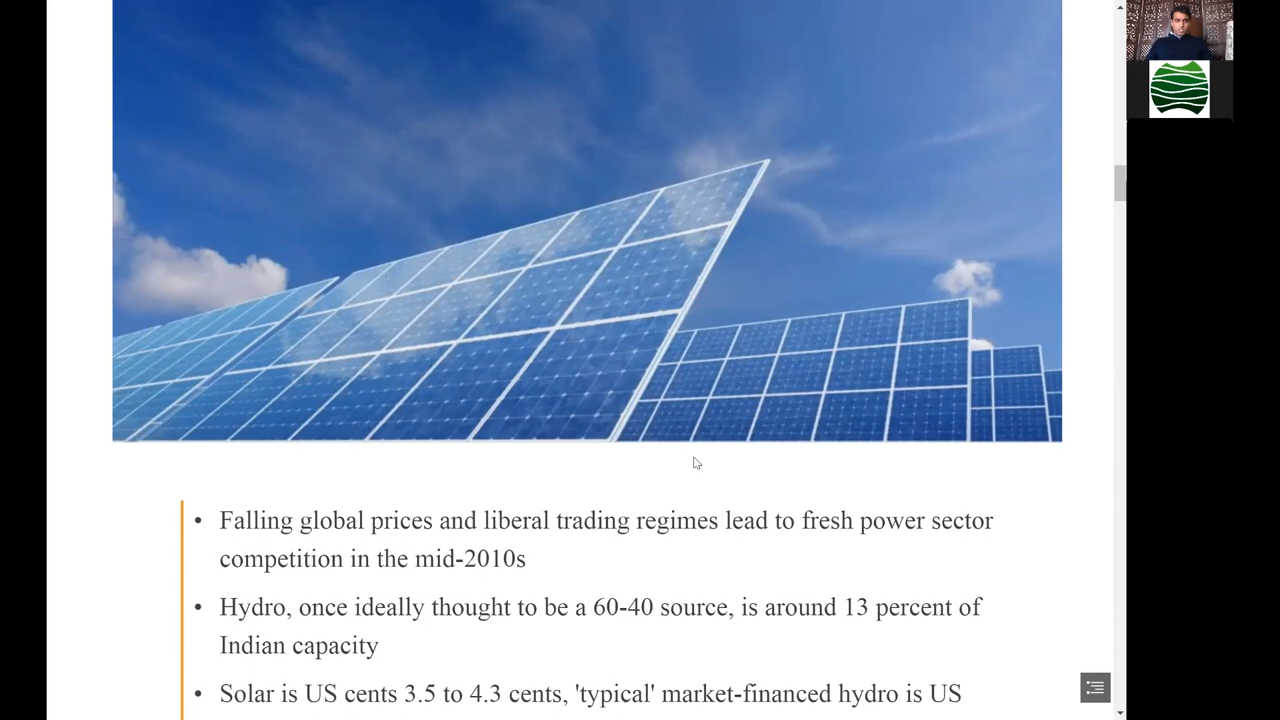 • Falling global prices and liberal trading regimes lead to fresh power sector
competition in the mid-2010s
• Hydro, once ideally thought to be a 60-40 source, is around 13 percent of
Indian capacity
• Solar is US cents 3.5 to 4.3 cents, 'typical' market-financed hydro is US